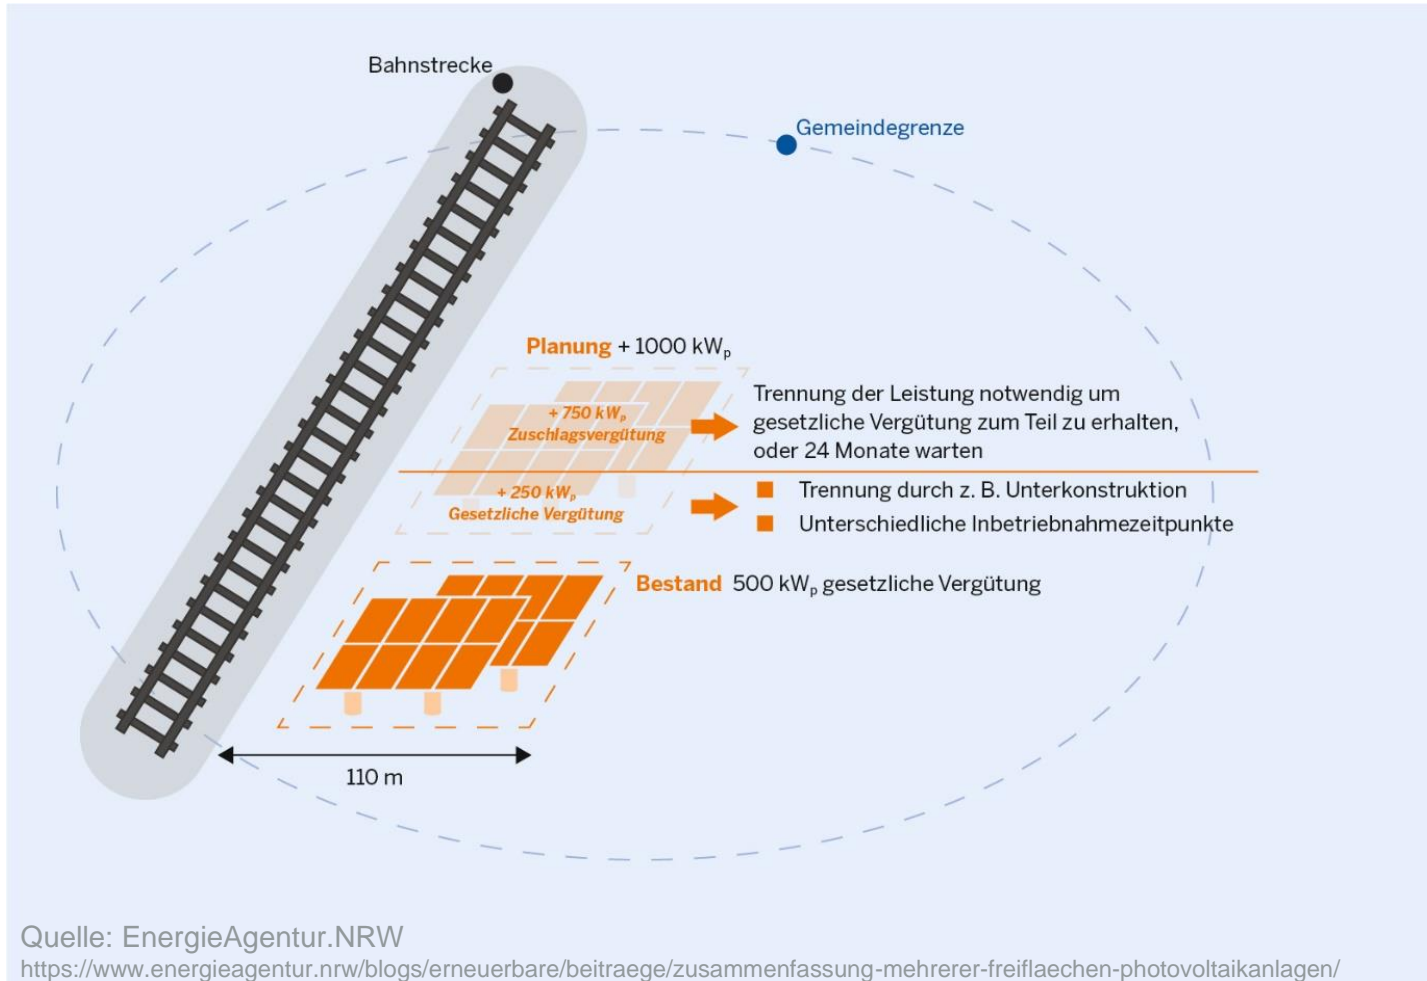 Bahnstrecke
Gemeindegrenze
Planung + 1000 kWp
+ 750 kWp
Zuschlagsvergütung
Trennung der Leistung notwendig um
gesetzliche Vergütung zum Teil zu erhalten,
oder 24 Monate warten
+ 250 kWp
Gesetzliche Vergütung
Trennung durch z. B. Unterkonstruktion
Unterschiedliche Inbetriebnahmezeitpunkte
Bestand 500 kWp gesetzliche Vergütung
110 m
Quelle: EnergieAgentur.NRW
https://www.energieagentur.nrw/blogs/erneuerbare/beitraege/zusammenfassung-mehrerer-freiflaechen-photovoltaikanlagen/